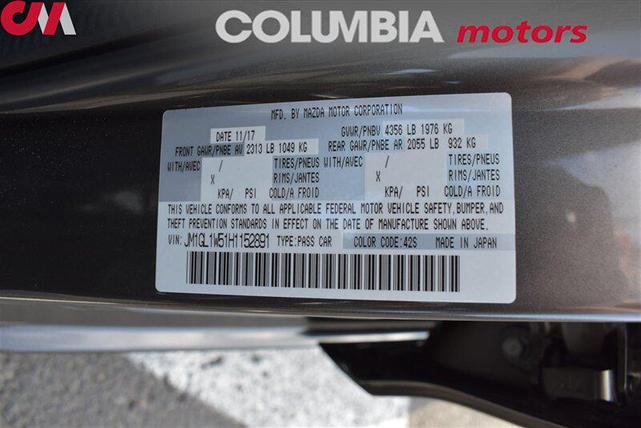 CM
COLUMBIA motors
MFD. BY MAZDA MOTOR CORPORATION
DATE 11/17 GVWR/PNBV 4356 LB 1976 KG
FRONT GAWR/PNBE AV 2313 LB 1049 KG REAR GAWR/PNBE AR 2055 LB 932 KG
WITH/AVEC / TIRES/PNEUS WITH/AVEC / TIRES/PNEUS
X RIMS/JANTES X RIMS/JANTES
KPA/ PSI COLD/A FROID KPA/ PSI COLD/A FROID
THIS VEHICLE CONFORMS TO ALL APPLICABLE FEDERAL MOTOR VEHICLE SAFETY, BUMPER, AND
THEFT PREVENTION STANDARDS IN EFFECT ON THE DATE OF MANUFACTURE SHOWN ABOVE.
VIN: JM1GL1W51H1152891 TYPE: PASS CAR COLOR CODE: 42S MADE IN JAPAN